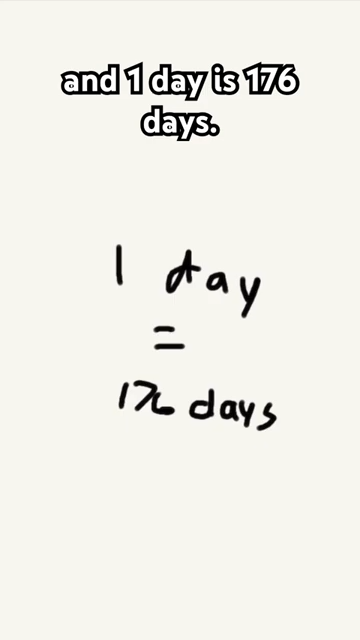 and 1 day is 176
days.
1 day
=
176 days